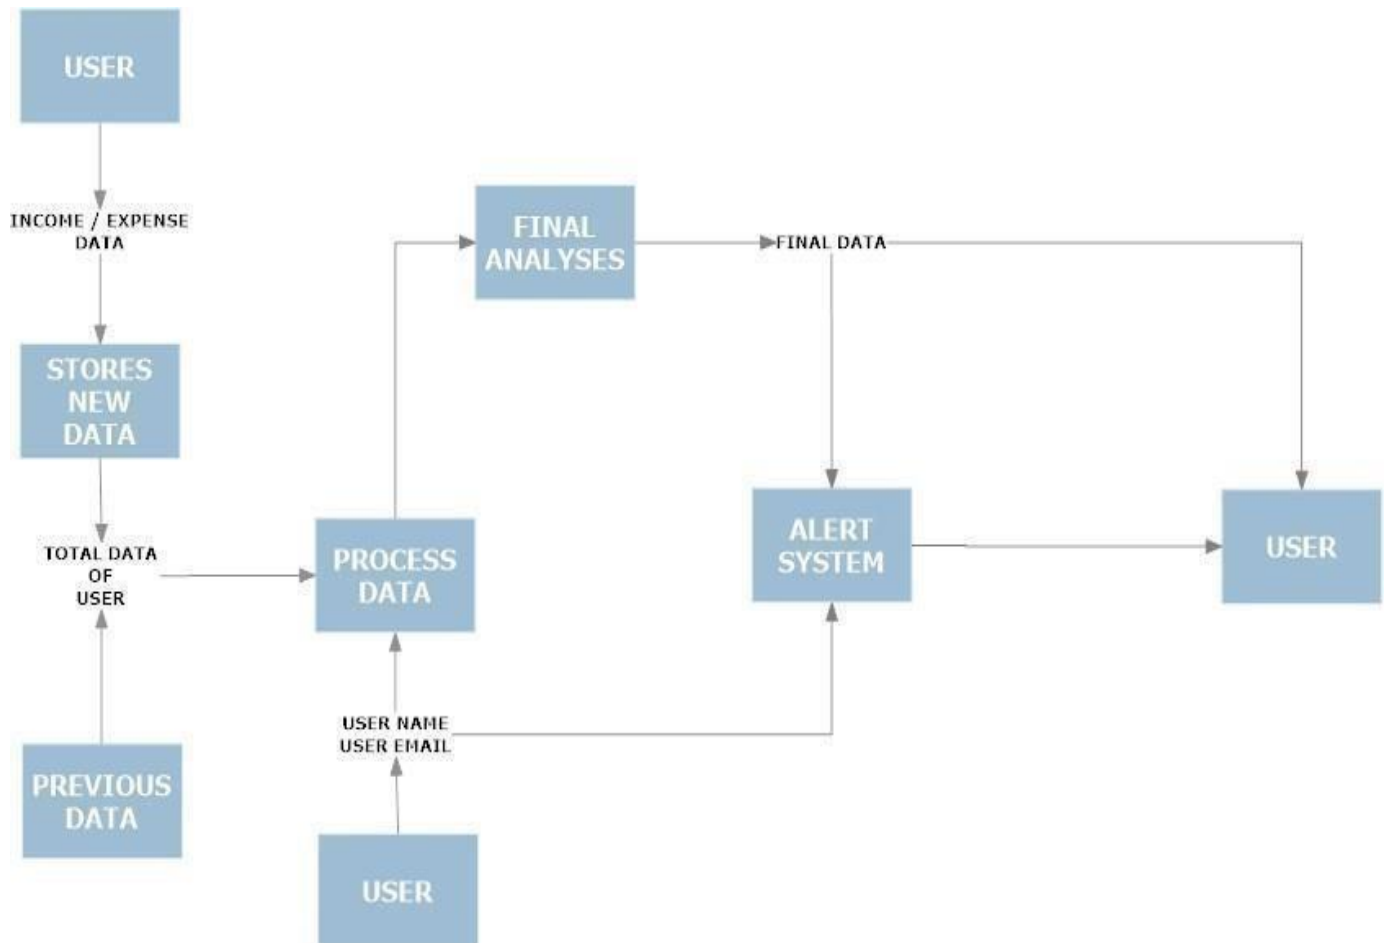 USER
INCOME / EXPENSE
DATA
STORES
NEW
DATA
TOTAL DATA
OF
USER
PREVIOUS
DATA
PROCESS
DATA
USER NAME
USER EMAIL
USER
FINAL
ANALYSES
FINAL DATA
ALERT
SYSTEM
USER